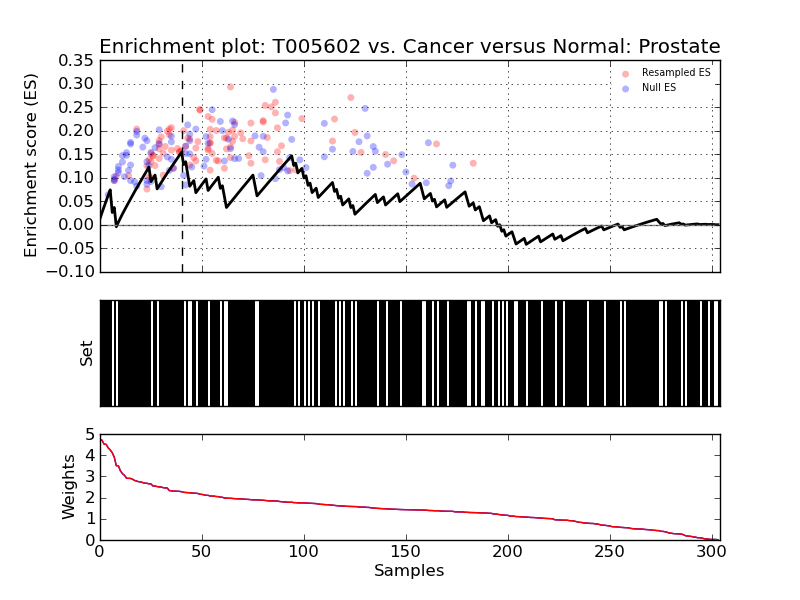 Enrichment plot: T005602 vs. Cancer versus Normal: Prostate
0.35
0.30
0.25
0.20
0.15
0.10
0.05
0.00
−0.05
−0.10
Enrichment score (ES)
Resampled ES
Null ES
Set
5
4
3
2
1
0
Weights
0 50 100 150 200 250 300
Samples